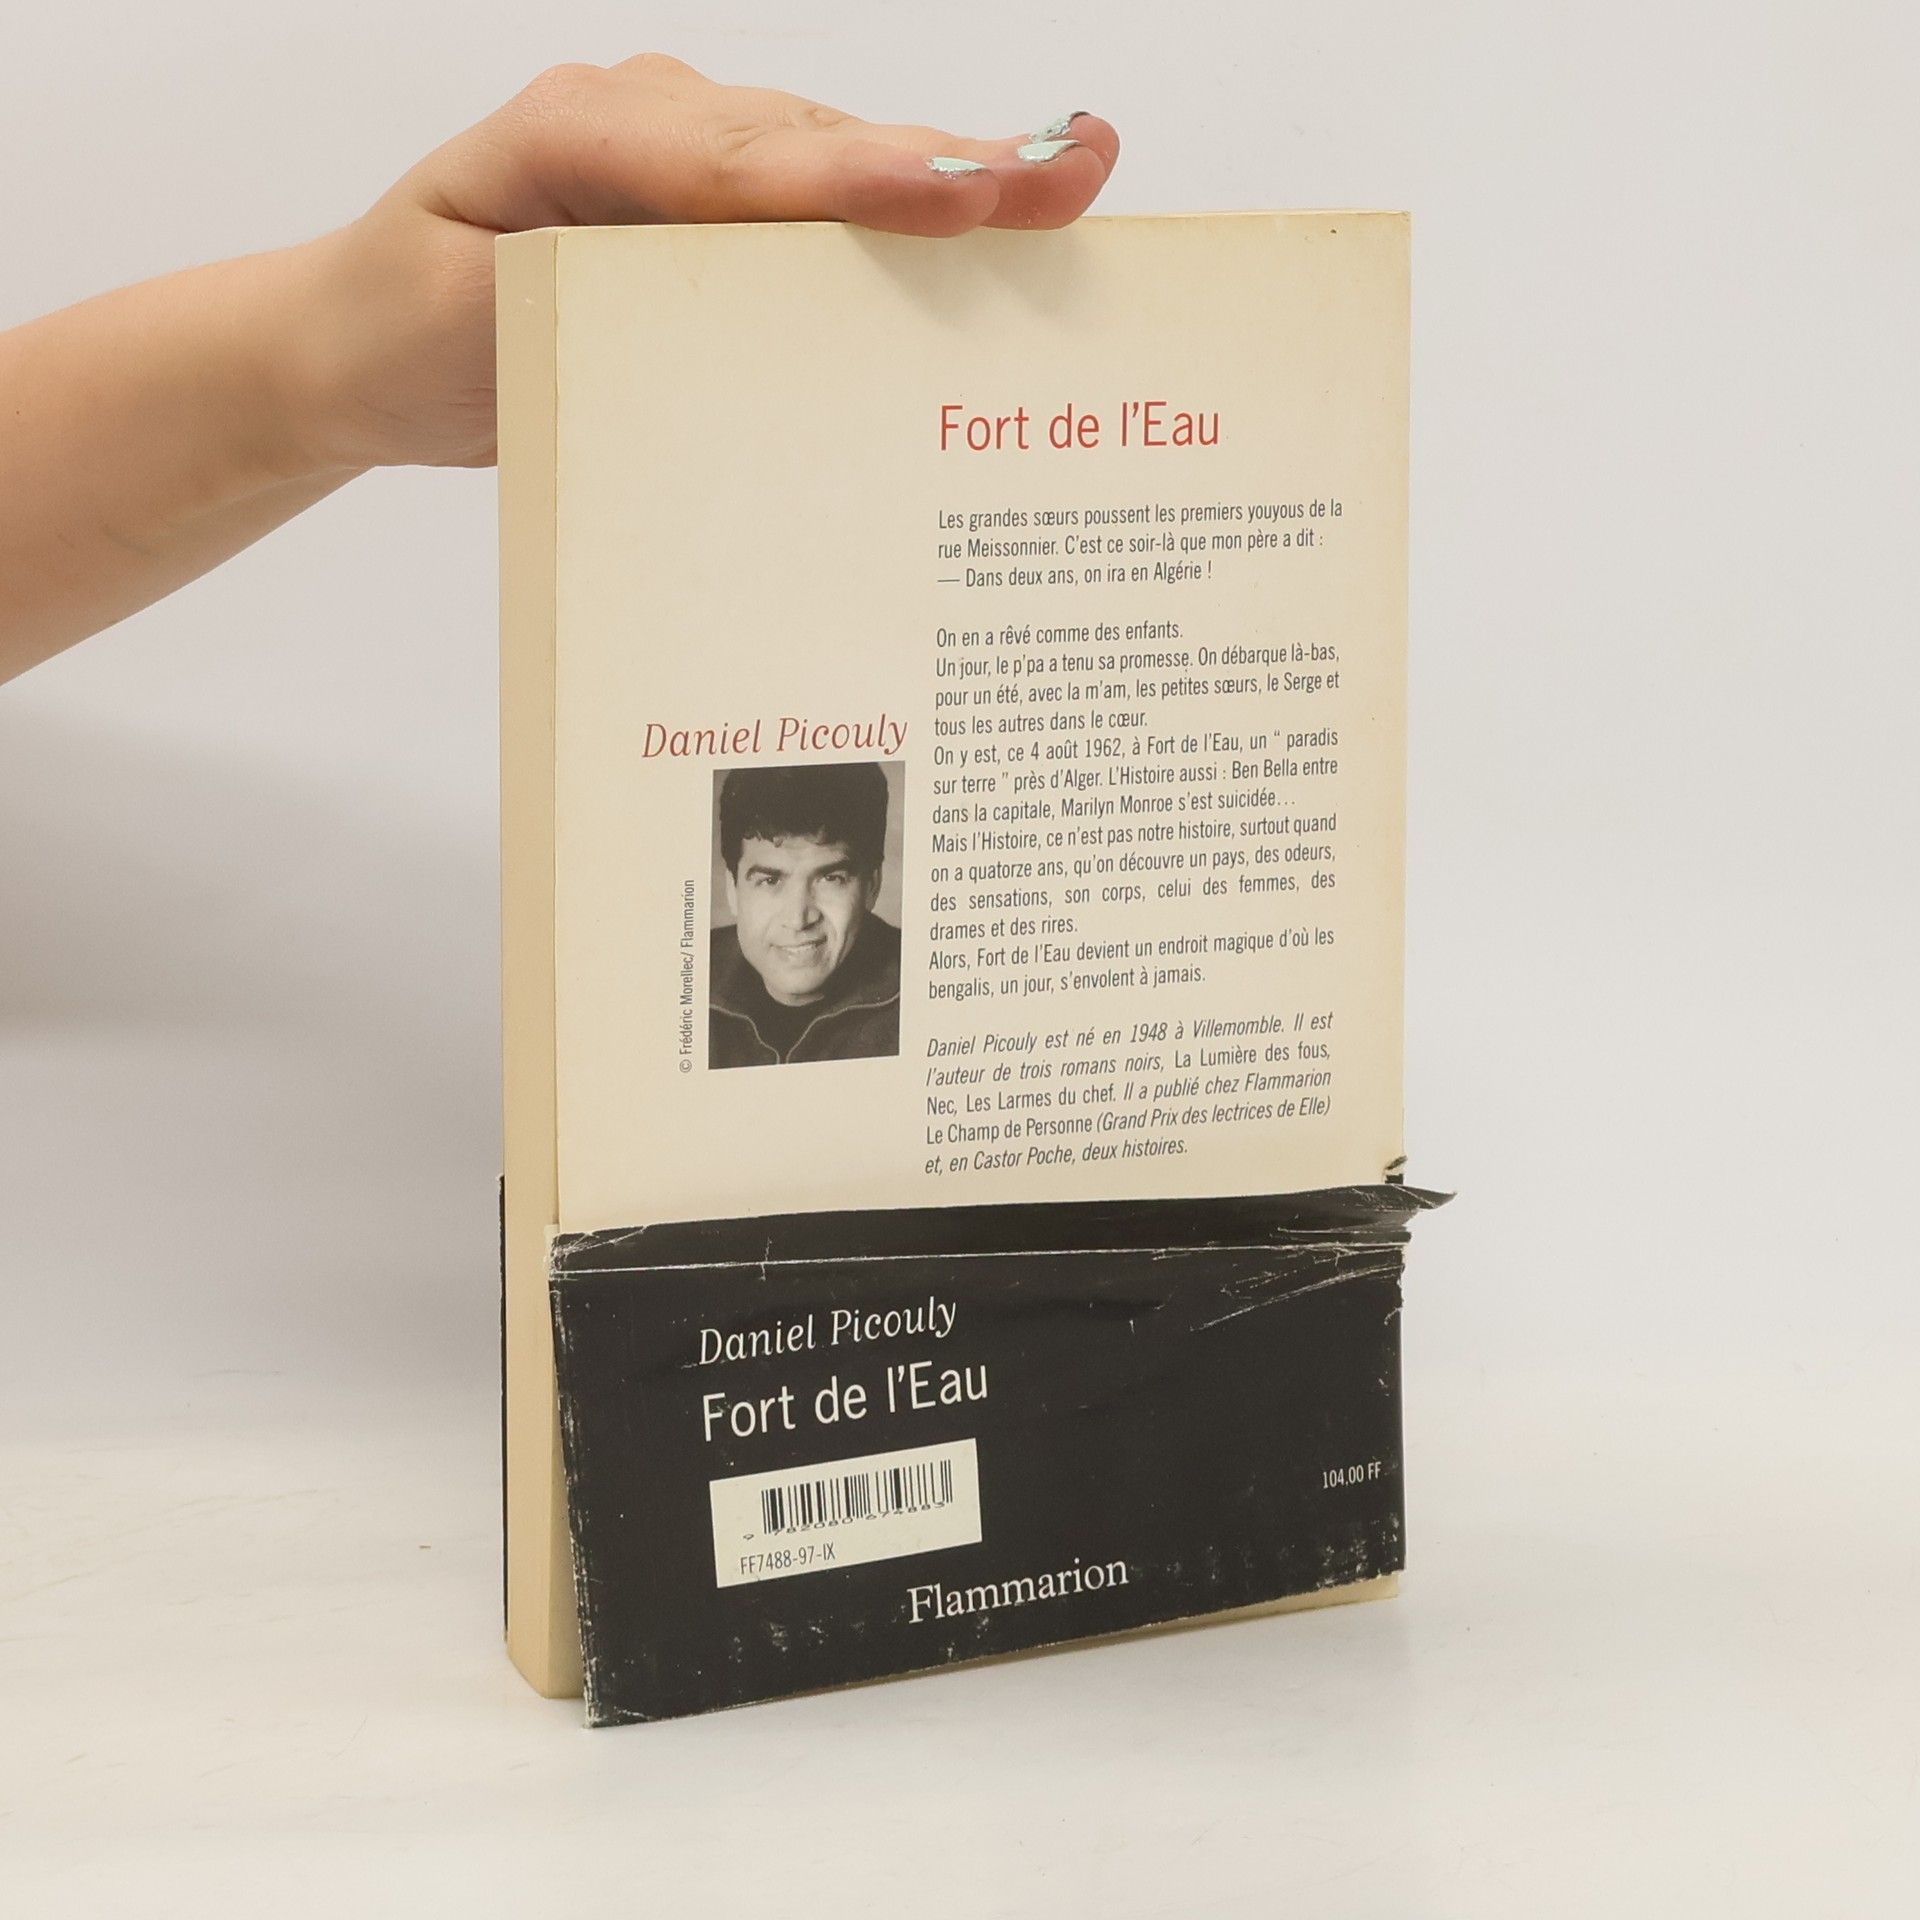 Fort de l'Eau
Les grandes sœurs poussent les premiers youyous de la
rue Meissonnier. C'est ce soir-là que mon père a dit :
— Dans deux ans, on ira en Algérie !
On en a rêvé comme des enfants.
Un jour, le p'pa a tenu sa promesse. On débarque là-bas,
pour un été, avec la m'am, les petites sœurs, le Serge et
tous les autres dans le cœur.
On y est, ce 4 août 1962, à Fort de l'Eau, un “ paradis
sur terre ” près d'Alger. L'Histoire aussi : Ben Bella entre
dans la capitale, Marilyn Monroe s'est suicidée...
Mais l'Histoire, ce n'est pas notre histoire, surtout quand
on a quatorze ans, qu'on découvre un pays, des odeurs,
des sensations, son corps, celui des femmes, des
drames et des rires.
Alors, Fort de l'Eau devient un endroit magique d'où les
bengalis, un jour, s'envolent à jamais.
Daniel Picouly est né en 1948 à Villemomble. Il est
l'auteur de trois romans noirs, La Lumière des fous,
Nec, Les Larmes du chef. Il a publié chez Flammarion
Le Champ de Personne (Grand Prix des lectrices de Elle)
et, en Castor Poche, deux histoires.
Daniel Picouly
© Frédéric Morellec/ Flammarion
Daniel Picouly
Fort de l'Eau
9 782080 674883
FF7488-97-IX
104,00 FF
Flammarion